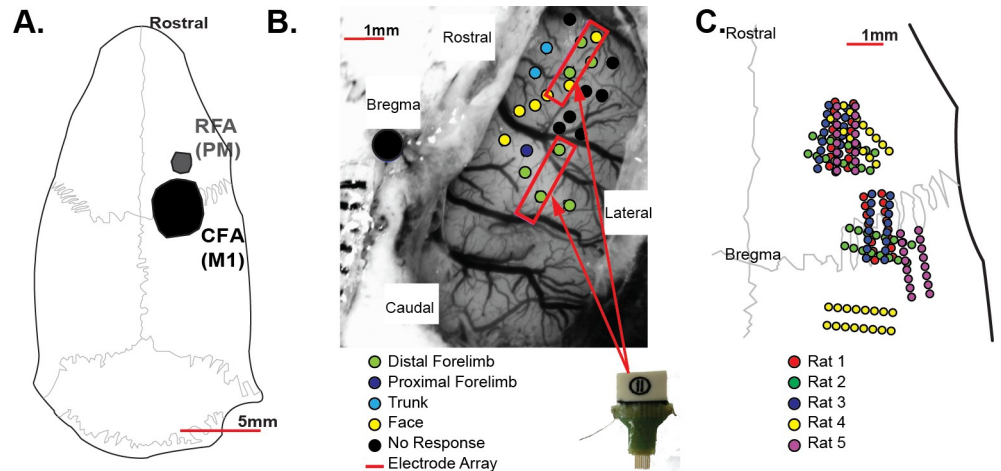 A.
Rostral
RFA
(PM)
CFA
(M1)
5mm
B.
1mm
Rostral
Bregma
Lateral
Caudal
Distal Forelimb
Proximal Forelimb
Trunk
Face
No Response
Electrode Array
C.
Rostral
1mm
Bregma
Rat 1
Rat 2
Rat 3
Rat 4
Rat 5